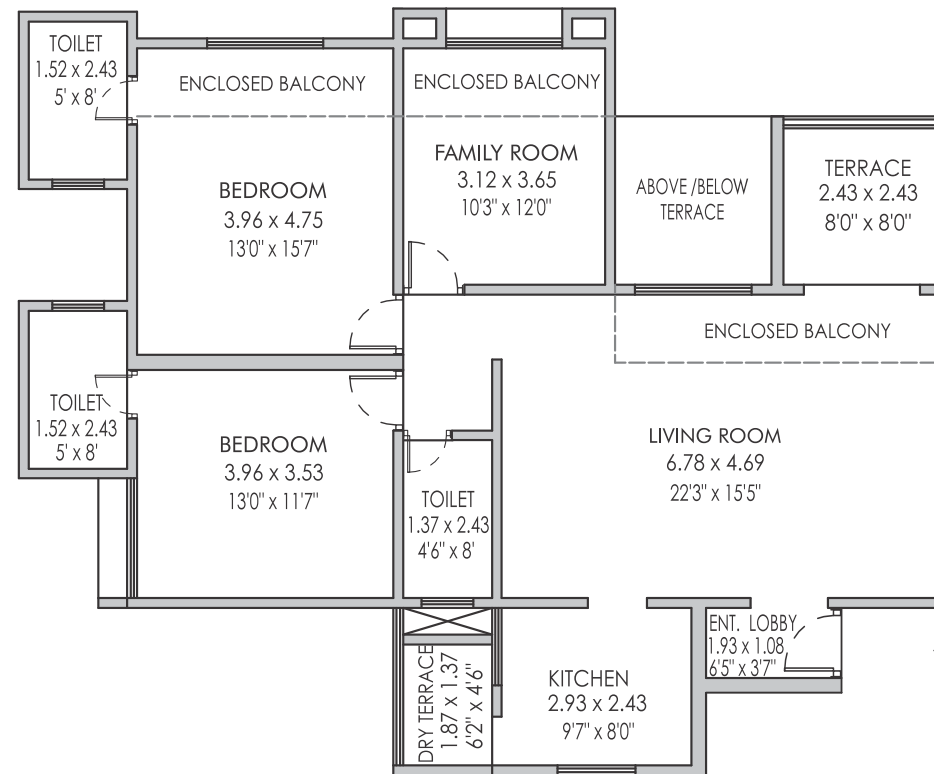 TOILET
1.52 x 2.43
5' x 8'
ENCLOSED BALCONY
ENCLOSED BALCONY
BEDROOM
3.96 x 4.75
13'0" x 15'7"
FAMILY ROOM
3.12 x 3.65
10'3" x 12'0"
ABOVE /BELOW
TERRACE
TERRACE
2.43 x 2.43
8'0" x 8'0"
ENCLOSED BALCONY
TOILET
1.52 x 2.43
5' x 8'
BEDROOM
3.96 x 3.53
13'0" x 11'7"
TOILET
1.37 x 2.43
4'6" x 8'
LIVING ROOM
6.78 x 4.69
22'3" x 15'5"
DRY TERRACE
1.87 x 1.37
6'2" x 4'6"
KITCHEN
2.93 x 2.43
9'7" x 8'0"
ENT. LOBBY
1.93 x 1.08
6'5" x 3'7"